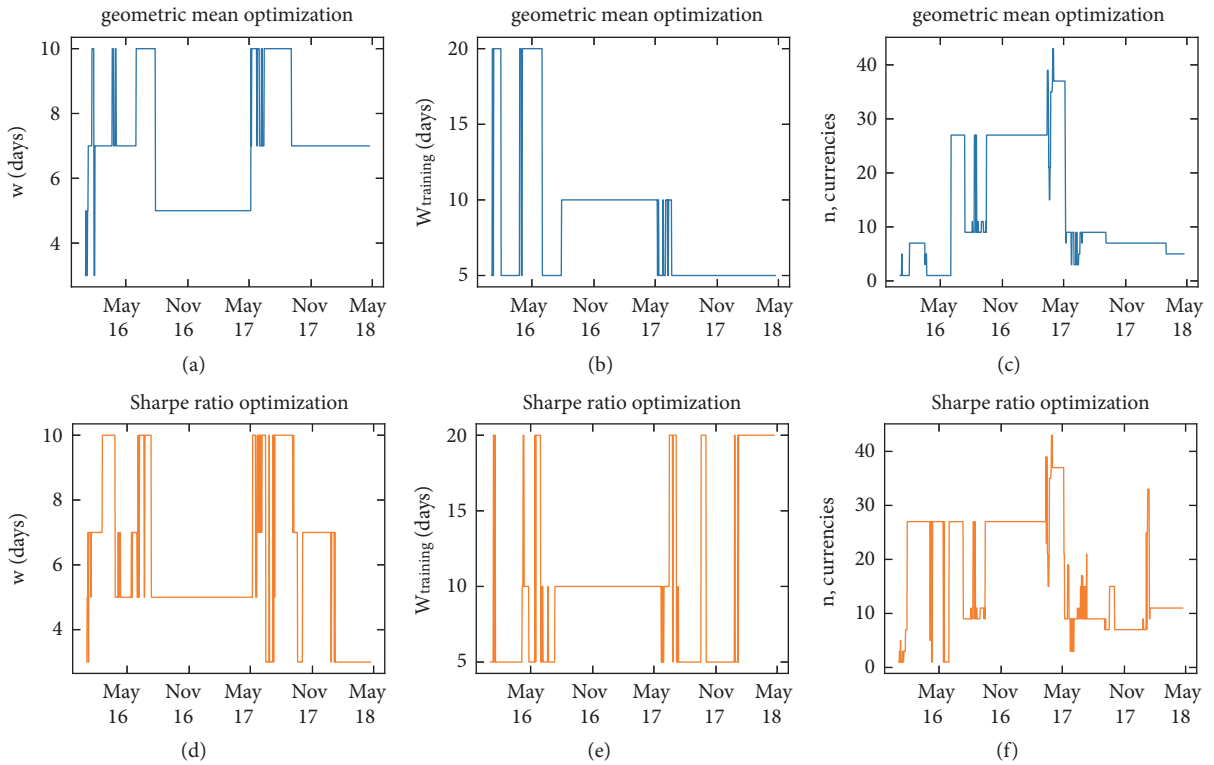 geometric mean optimization
10
8
6
4
w (days)
May
16
Nov
16
May
17
Nov
17
May
18
(a)
geometric mean optimization
20
15
10
5
Wtraining (days)
May
16
Nov
16
May
17
Nov
17
May
18
(b)
geometric mean optimization
40
30
20
10
0
n, currencies
May
16
Nov
16
May
17
Nov
17
May
18
(c)
Sharpe ratio optimization
10
8
6
4
w (days)
May
16
Nov
16
May
17
Nov
17
May
18
(d)
Sharpe ratio optimization
20
15
10
5
Wtraining (days)
May
16
Nov
16
May
17
Nov
17
May
18
(e)
Sharpe ratio optimization
40
30
20
10
0
n, currencies
May
16
Nov
16
May
17
Nov
17
May
18
(f)